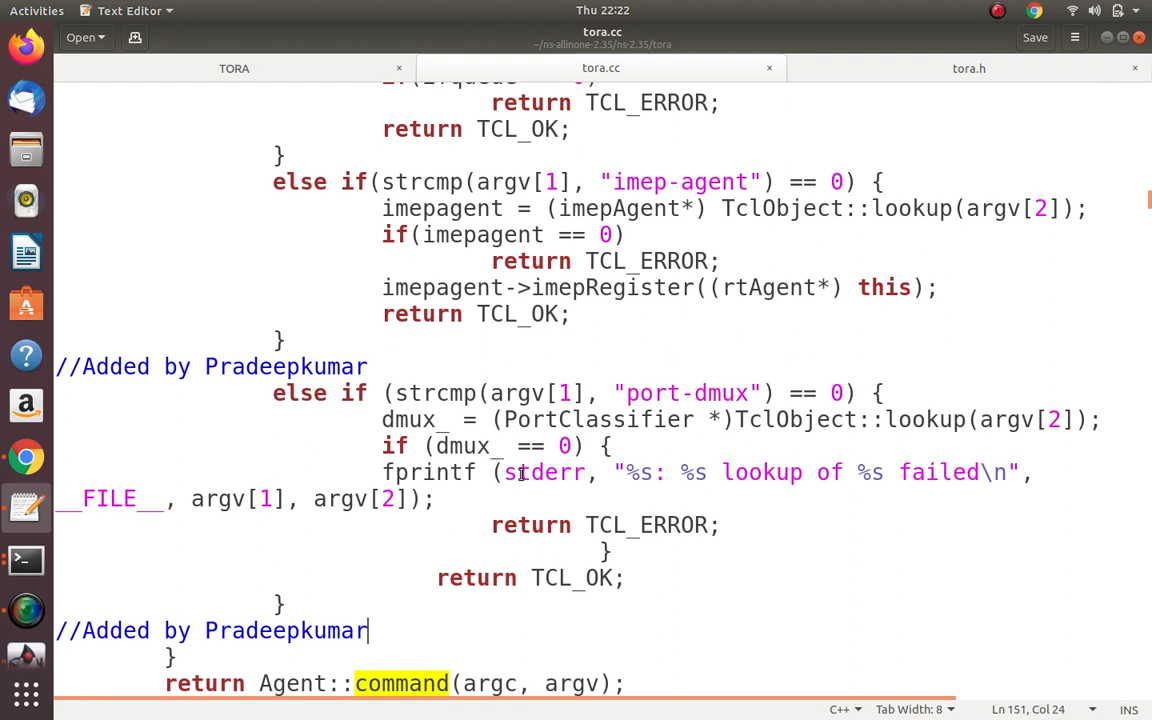 Activities Text Editor Thu 22:22
Open tora.cc Save
~/ns-allinone-2.35/ns-2.35/tora
TORA × tora.cc × tora.h ×
return TCL_ERROR;
return TCL_OK;
}
else if(strcmp(argv[1], "imep-agent") == 0) {
imepagent = (imepAgent*) TclObject::lookup(argv[2]);
if(imepagent == 0)
return TCL_ERROR;
imepagent->imepRegister((rtAgent*) this);
return TCL_OK;
}
//Added by Pradeepkumar
else if (strcmp(argv[1], "port-dmux") == 0) {
dmux_ = (PortClassifier *)TclObject::lookup(argv[2]);
if (dmux_ == 0) {
fprintf (stderr, "%s: %s lookup of %s failed\n",
__FILE__, argv[1], argv[2]);
return TCL_ERROR;
}
return TCL_OK;
}
//Added by Pradeepkumar
}
return Agent::command(argc, argv);
C++ Tab Width: 8 Ln 151, Col 24 INS